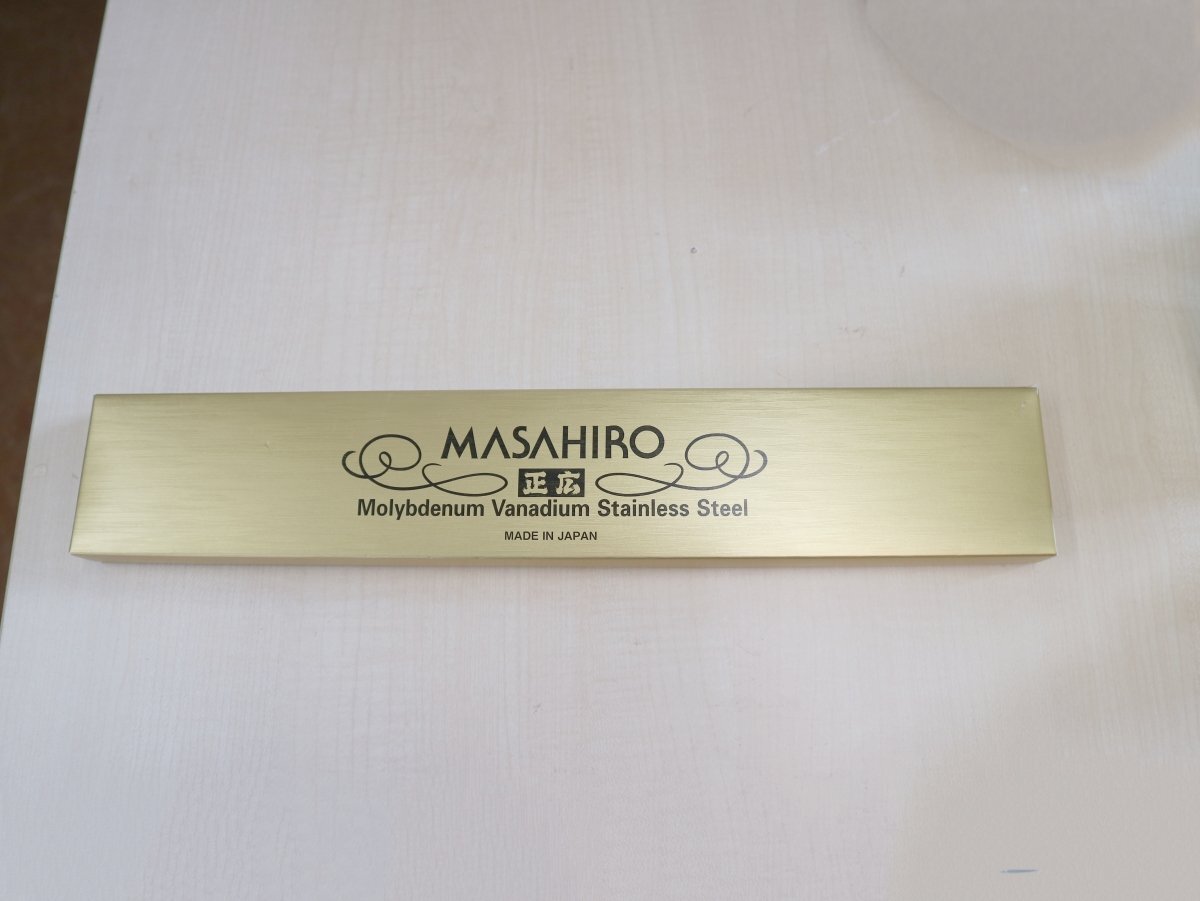 MASAHIRO
正広
Molybdenum Vanadium Stainless Steel
MADE IN JAPAN